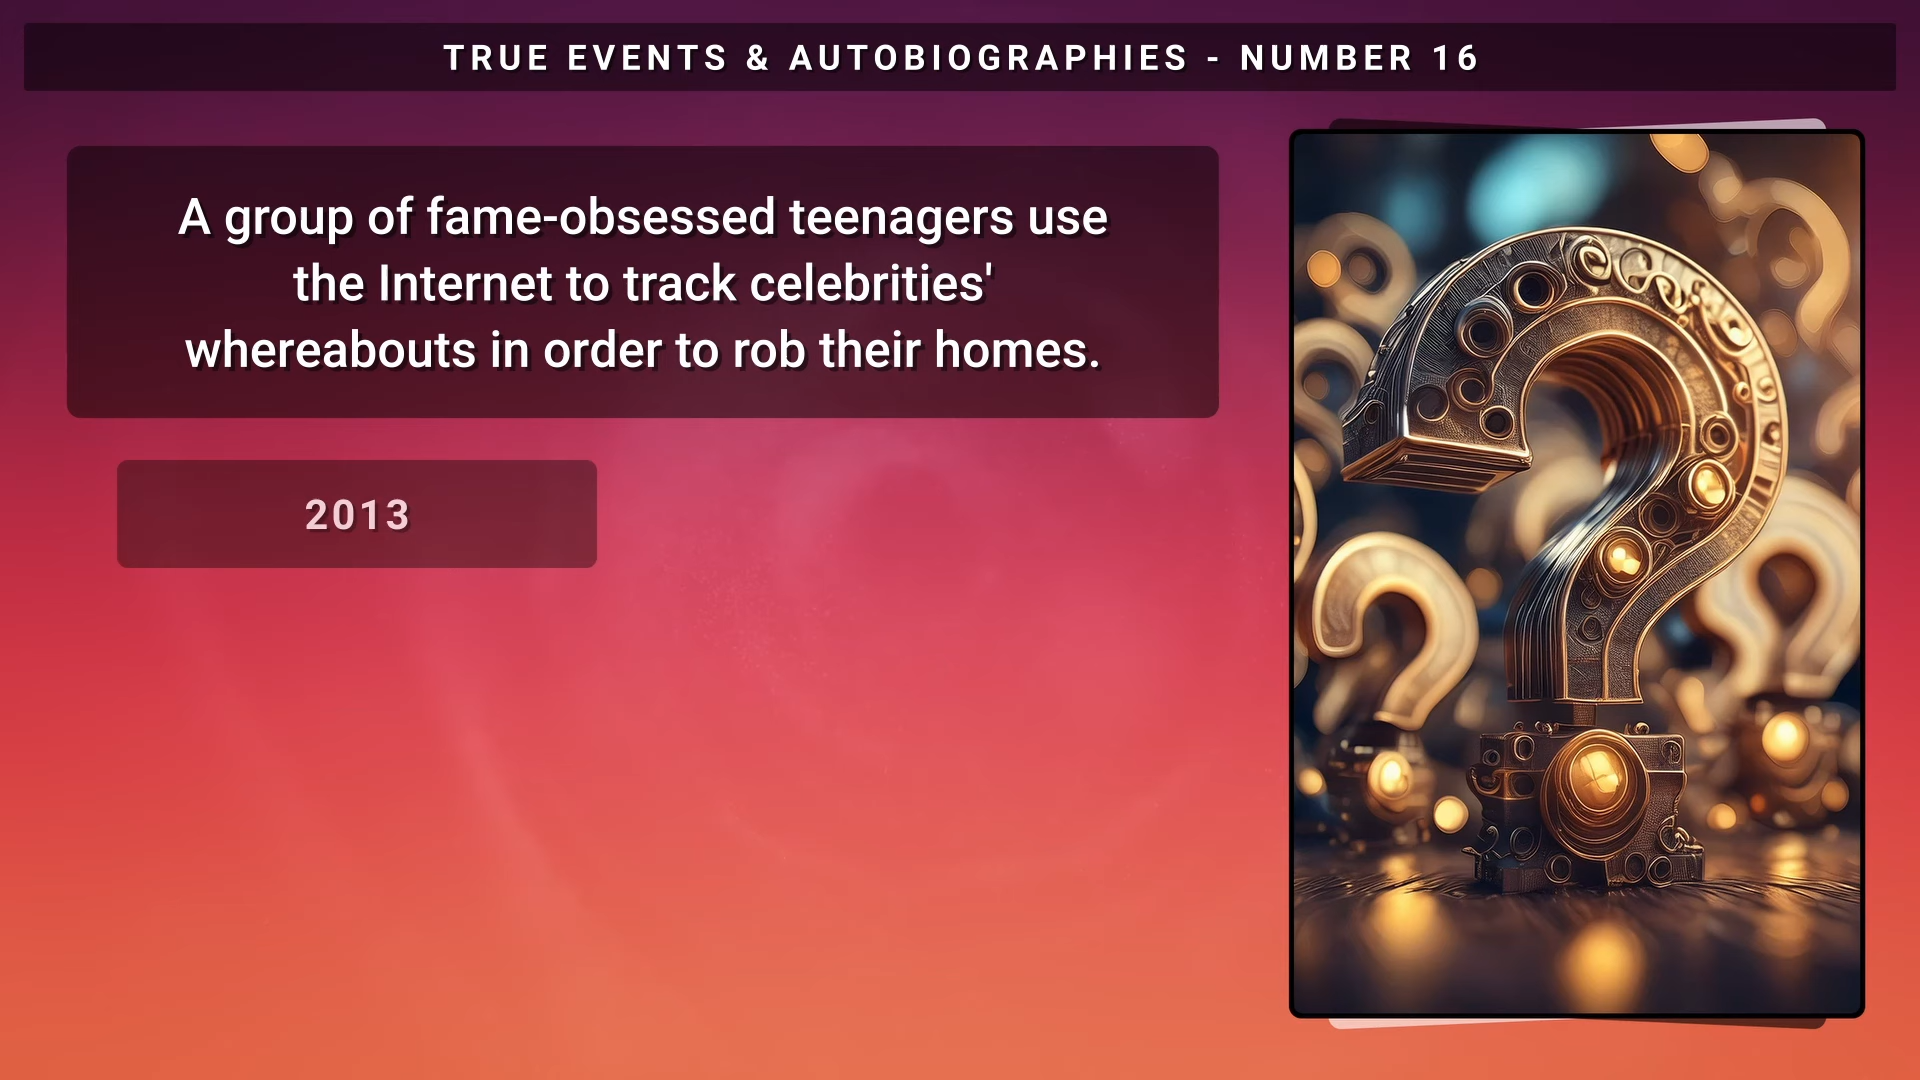 TRUE EVENTS & AUTOBIOGRAPHIES - NUMBER 16
A group of fame-obsessed teenagers use
the Internet to track celebrities'
whereabouts in order to rob their homes.
2013